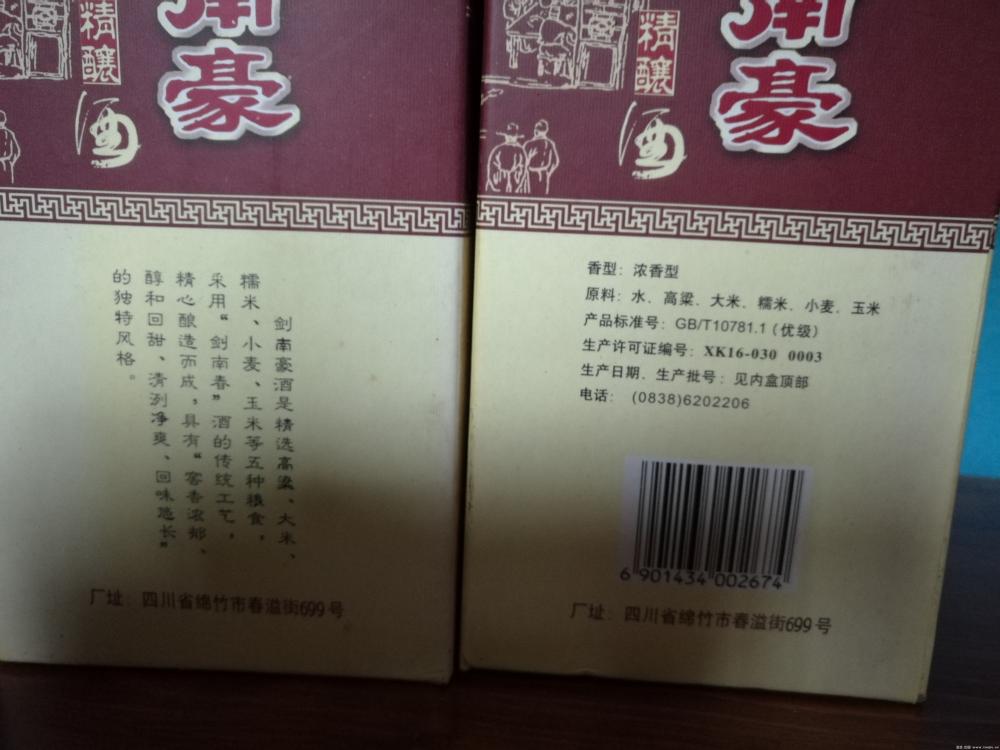 南豪
精釀
酒
剑南豪酒是精选高粱、大米、
糯米、小麦、玉米等五种粮食，
采用“剑南春”酒的传统工艺，
精心酿造而成，具有“窖香浓郁、
醇和回甜、清洌净爽、回味悠长”
的独特风格。
厂址：四川省绵竹市春溢街699号
南豪
精釀
酒
香型：浓香型
原料：水、高粱、大米、糯米、小麦、玉米
产品标准号：GB/T10781.1（优级）
生产许可证编号：XK16-030 0003
生产日期、生产批号：见内盒顶部
电话：(0838)6202206
6 901434 002674
厂址：四川省绵竹市春溢街699号